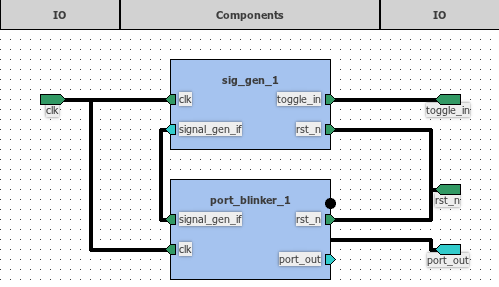 IO Components IO
sig_gen_1
clk clk toggle_in toggle_in
signal_gen_if rst_n
port_blinker_1
rst_n
signal_gen_if rst_n
clk
port_out port_out